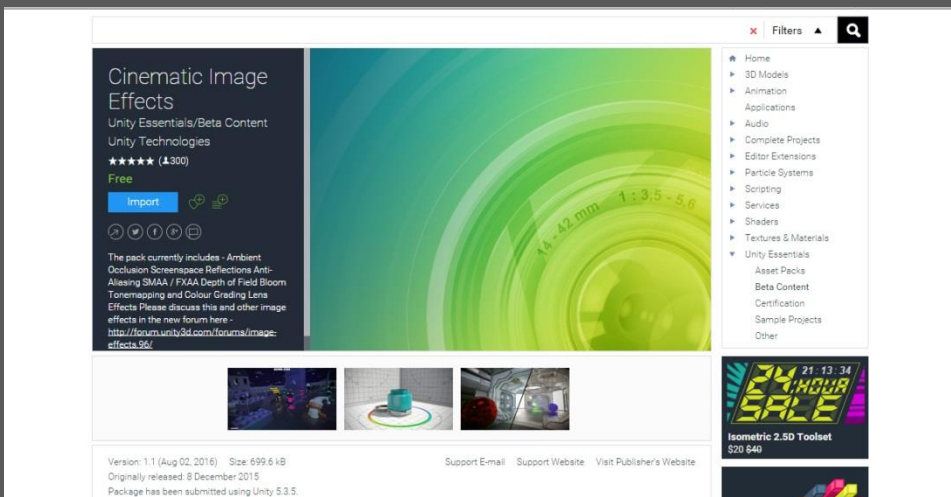 Filters
Cinematic Image
Effects
Unity Essentials/Beta Content
Unity Technologies
(300)
Free
Import
The pack currently includes - Ambient
Occlusion Screenspace Reflections Anti-
Aliasing SMAA / FXAA Depth of Field Bloom
Tonemapping and Colour Grading Lens
Effects Please discuss this and other image
effects in the new forum here -
http://forum.unity3d.com/forums/image-
effects.96/
14 - 42 mm 1 : 3,5 - 5,6
Home
3D Models
Animation
Applications
Audio
Complete Projects
Editor Extensions
Particle Systems
Scripting
Services
Shaders
Textures & Materials
Unity Essentials
Asset Packs
Beta Content
Certification
Sample Projects
Other
21:13:34
24 HOUR
SALE
Isometric 2.5D Toolset
$20 $40
Version: 1.1 (Aug 02, 2016) Size: 699.6 kB
Support E-mail Support Website Visit Publisher's Website
Originally released: 8 December 2015
Package has been submitted using Unity 5.3.5.